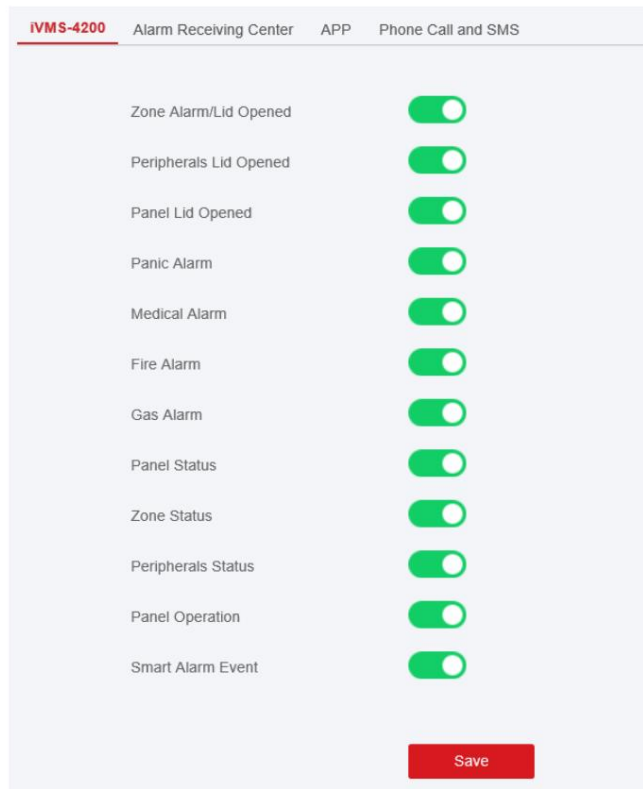 iVMS-4200 Alarm Receiving Center APP Phone Call and SMS
Zone Alarm/Lid Opened
Peripherals Lid Opened
Panel Lid Opened
Panic Alarm
Medical Alarm
Fire Alarm
Gas Alarm
Panel Status
Zone Status
Peripherals Status
Panel Operation
Smart Alarm Event
Save